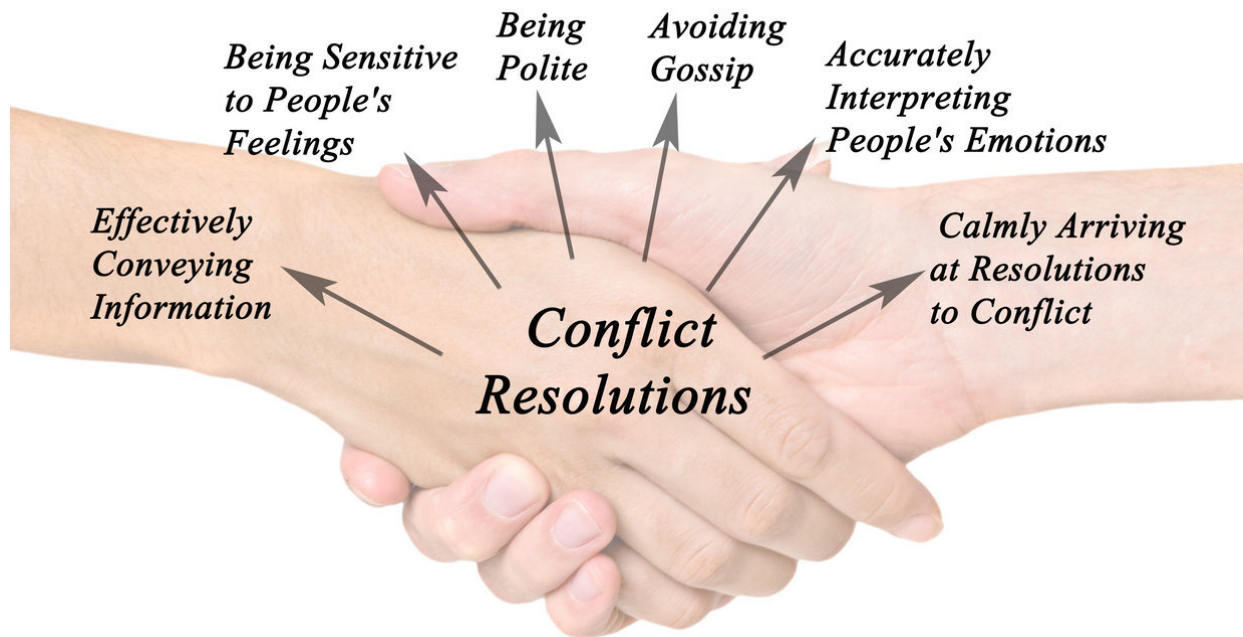 Effectively
Conveying
Information
Being Sensitive
to People's
Feelings
Being
Polite
Avoiding
Gossip
Accurately
Interpreting
People's Emotions
Calmly Arriving
at Resolutions
to Conflict
Conflict
Resolutions